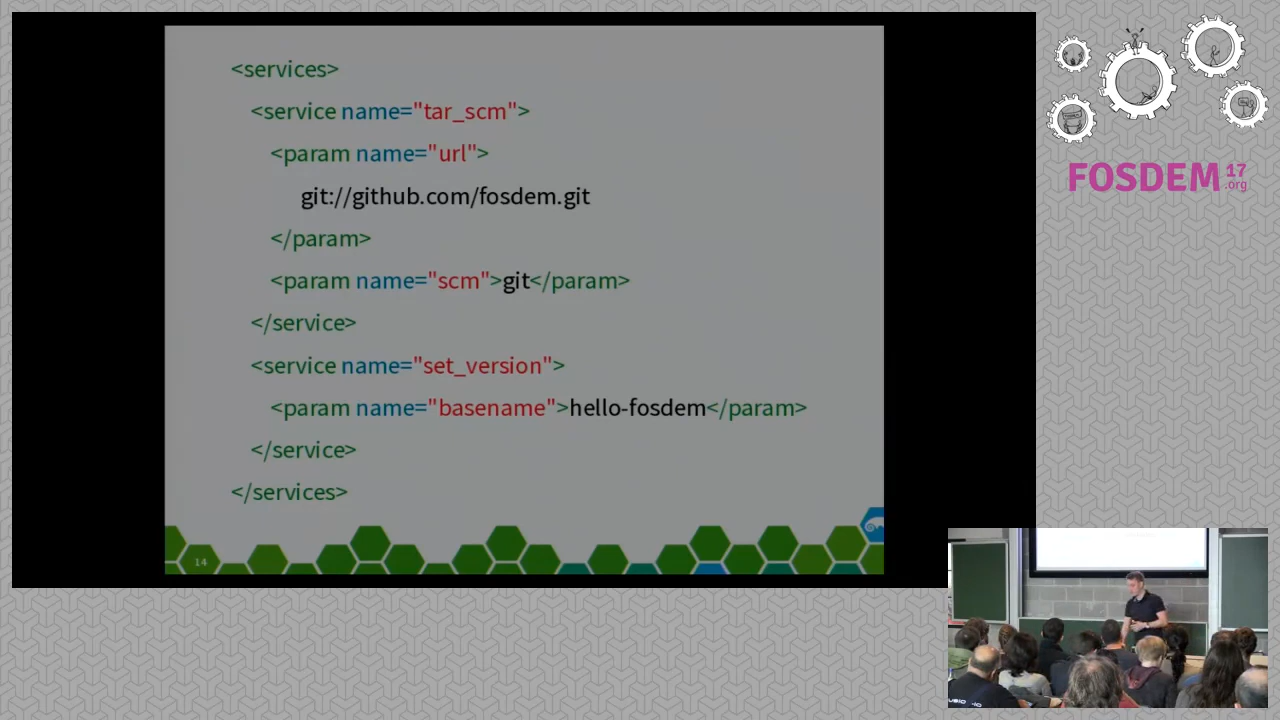 <services>
<service name="tar_scm">
<param name="url">
git://github.com/fosdem.git
</param>
<param name="scm">git</param>
</service>
<service name="set_version">
<param name="basename">hello-fosdem</param>
</service>
</services>
14
FOSDEM 17
.org